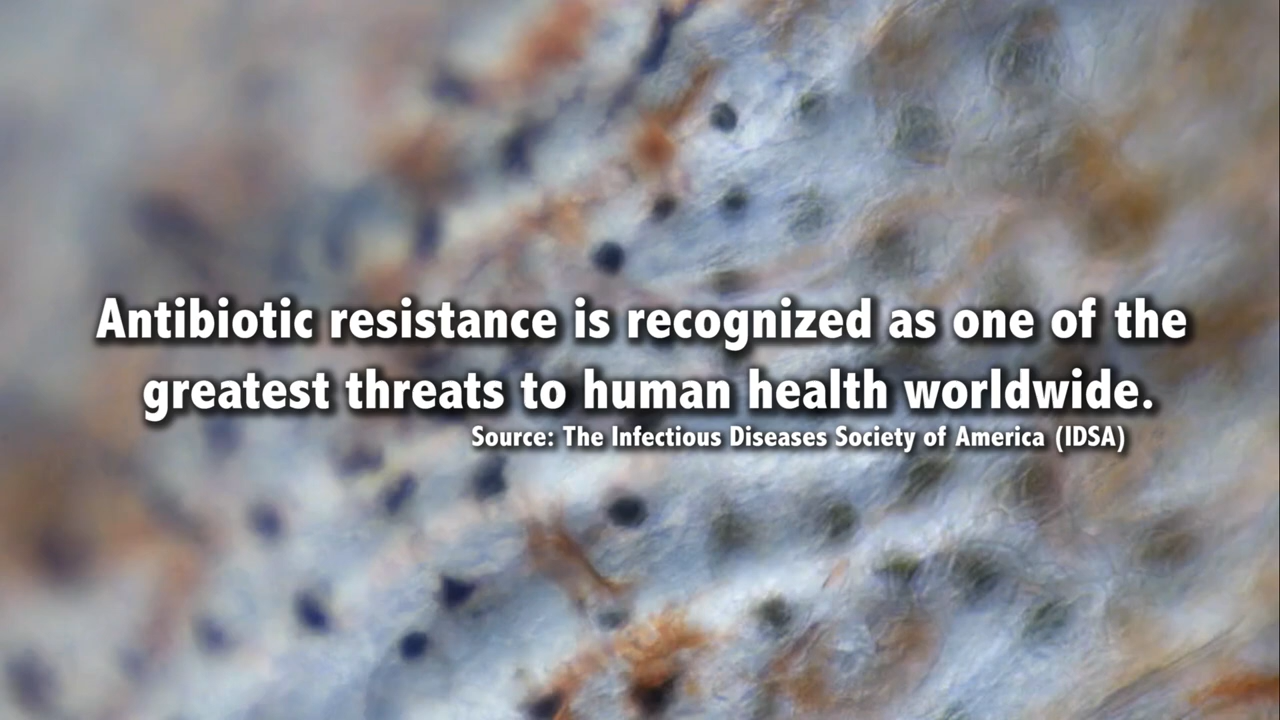 Antibiotic resistance is recognized as one of the
greatest threats to human health worldwide.
Source: The Infectious Diseases Society of America (IDSA)